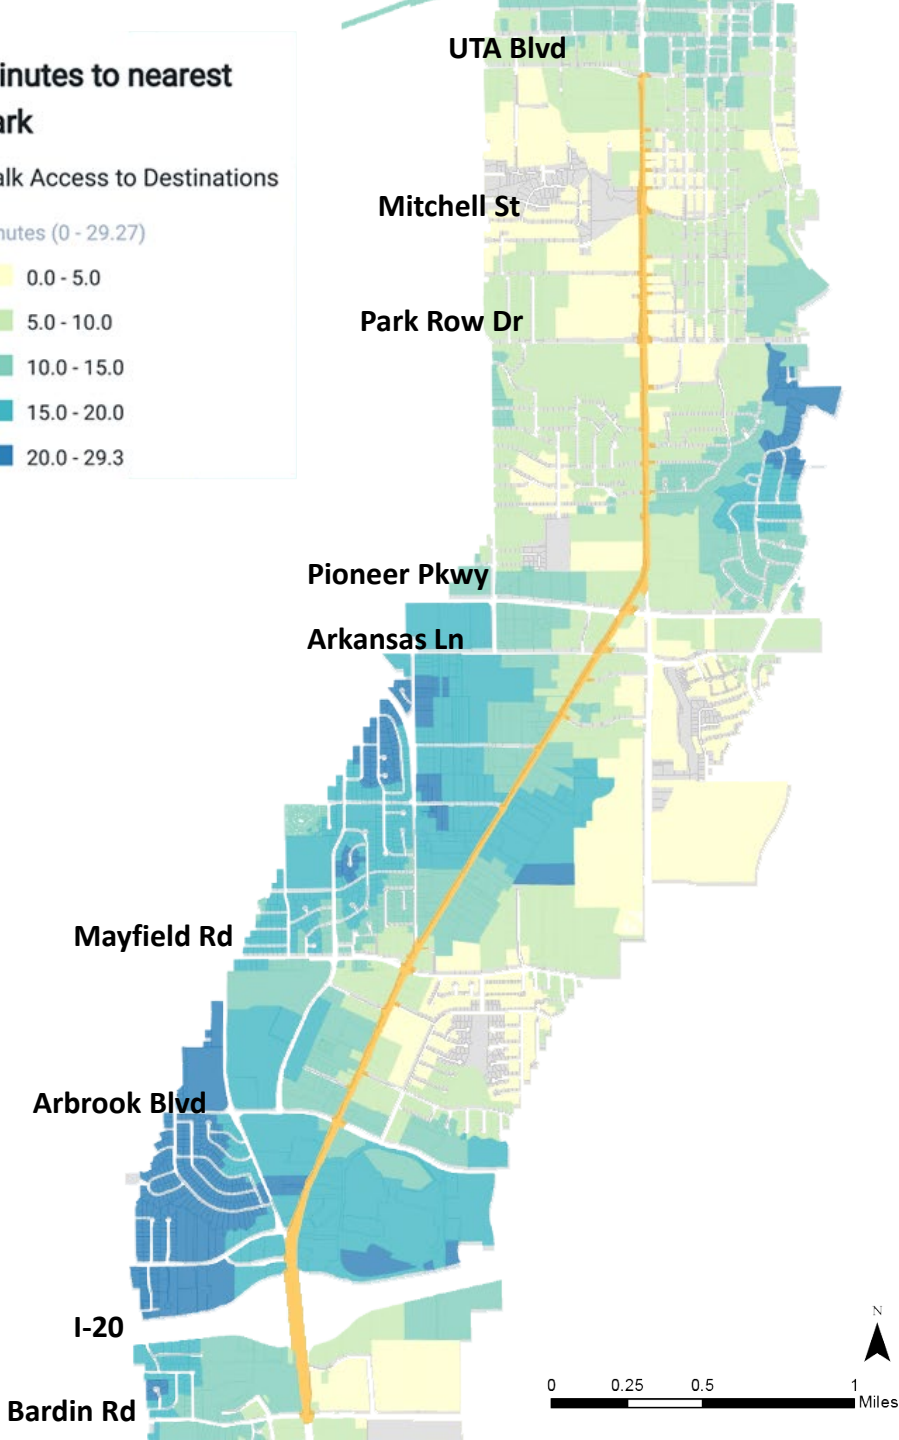 UTA Blvd
inutes to nearest
ark
alk Access to Destinations
nutes (0 - 29.27)
0.0 - 5.0
5.0 - 10.0
10.0 - 15.0
15.0 - 20.0
20.0 - 29.3
Mitchell St
Park Row Dr
Pioneer Pkwy
Arkansas Ln
Mayfield Rd
Arbrook Blvd
I-20
Bardin Rd
N
0 0.25 0.5 1
Miles